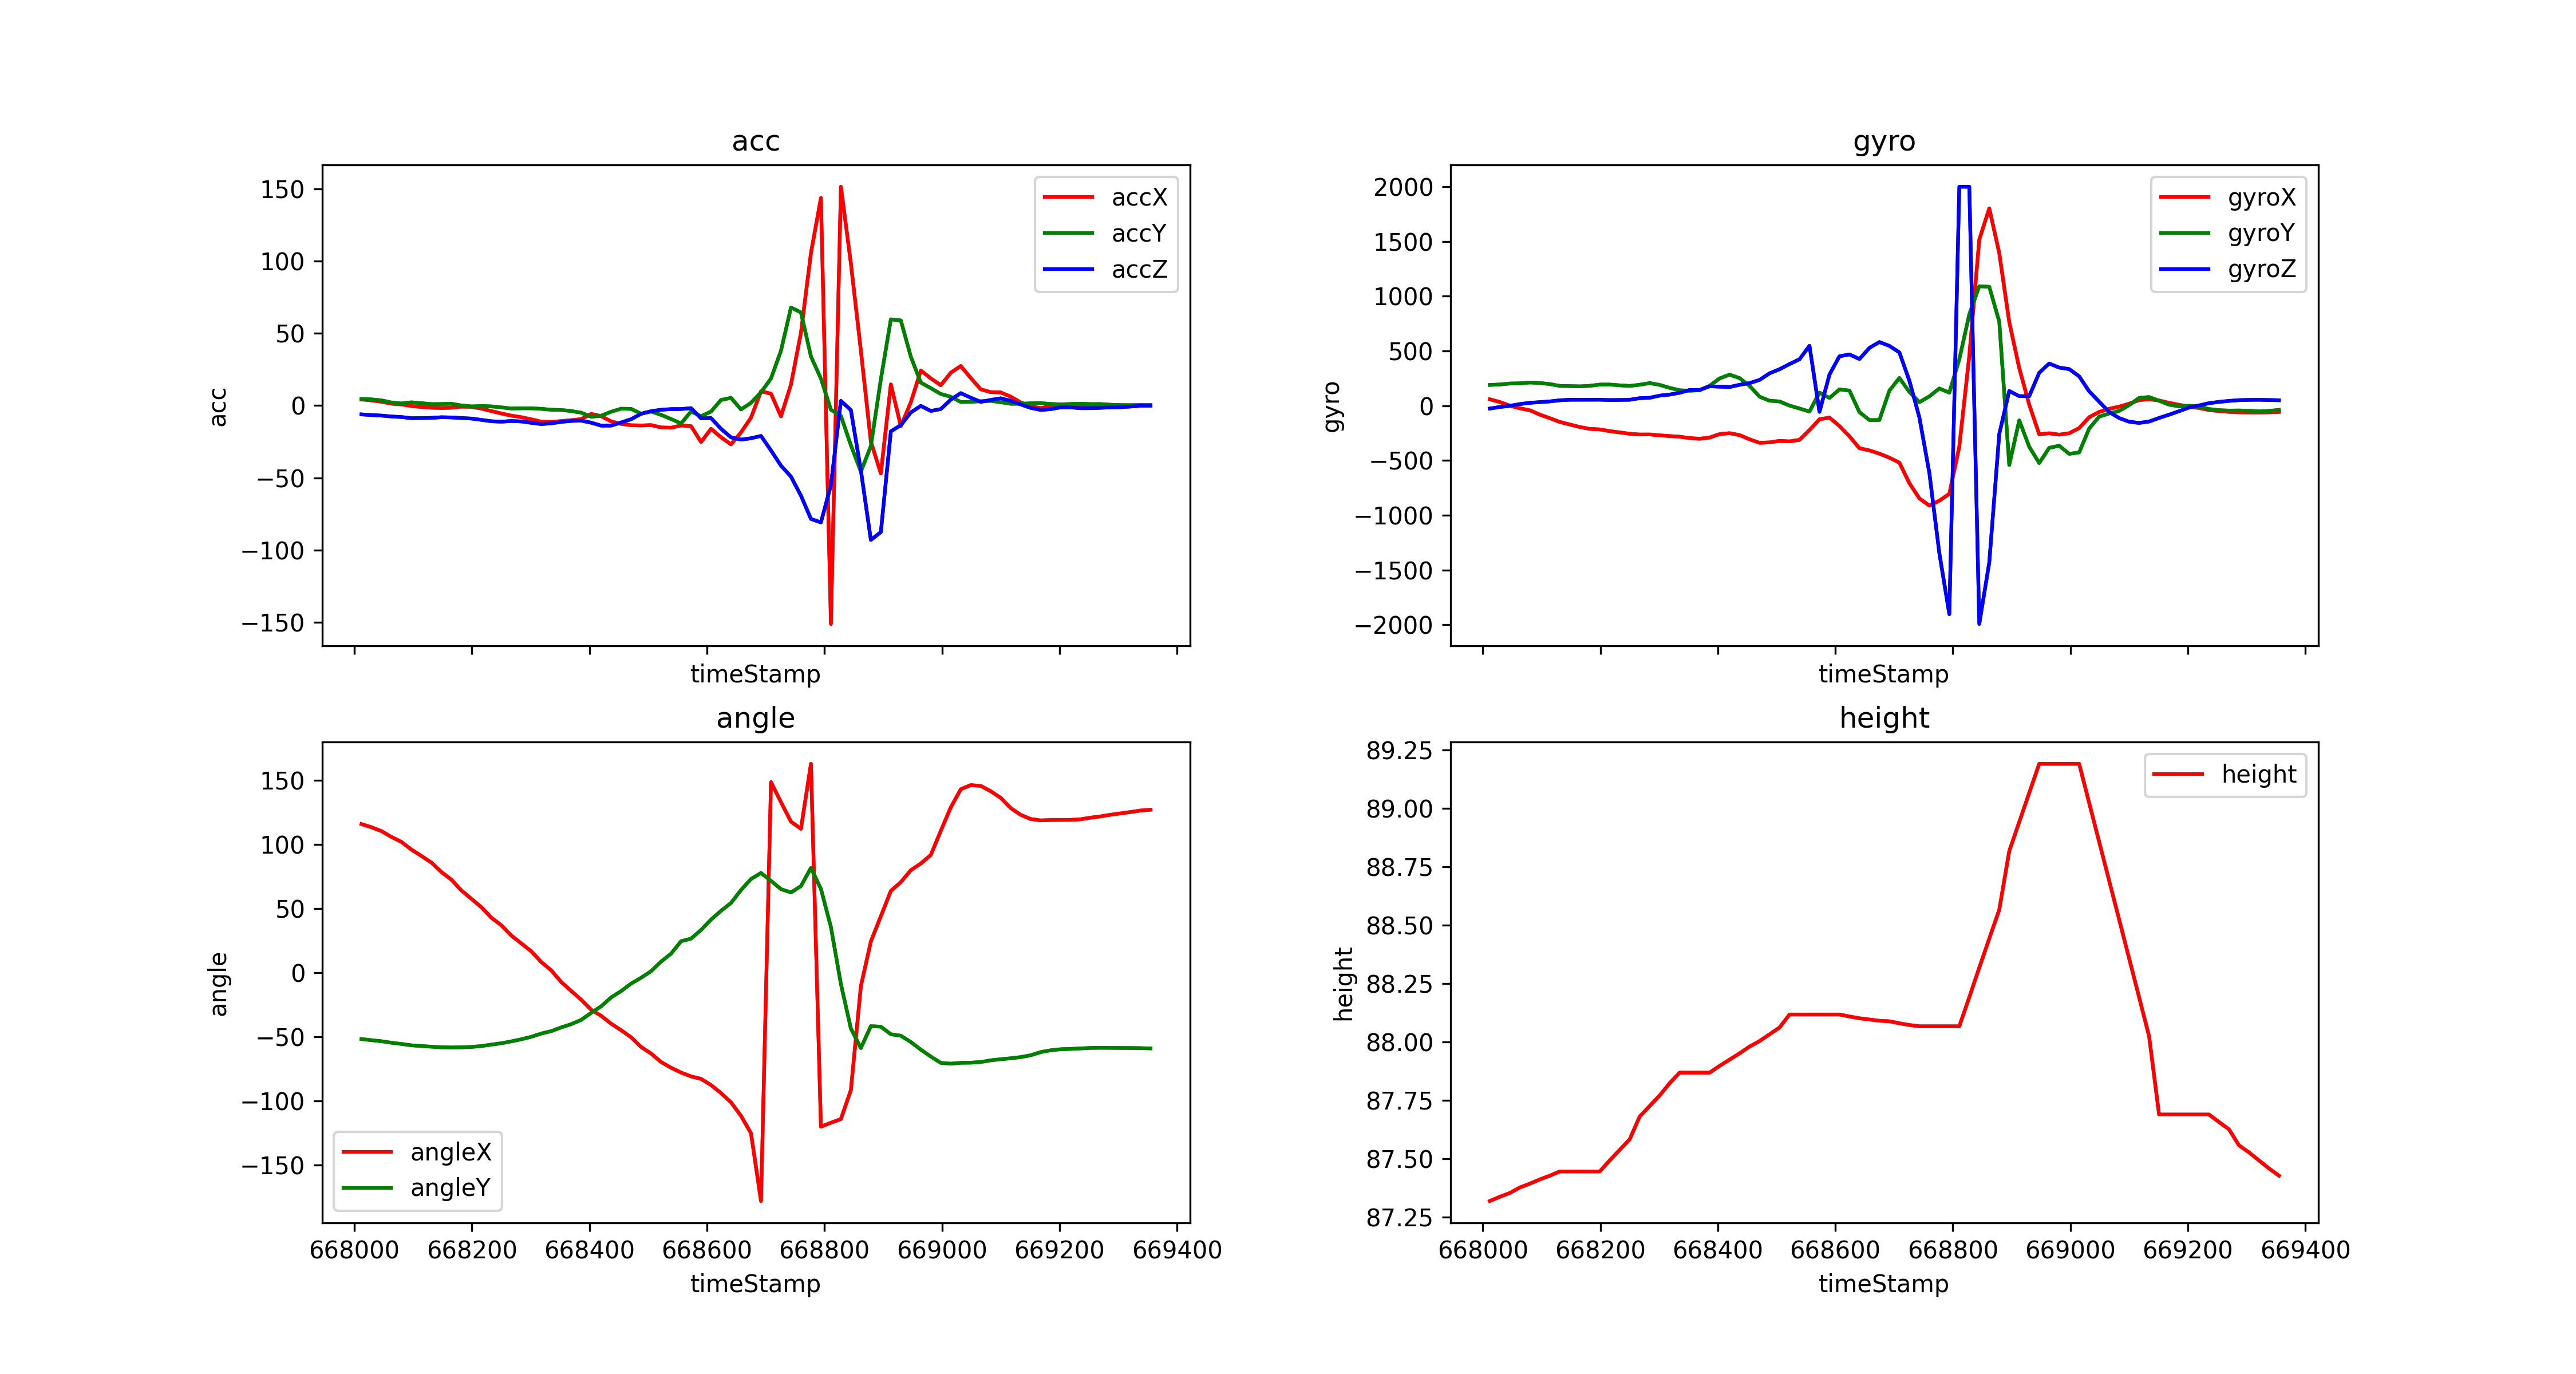 acc
150
100
50
0
−50
−100
−150
acc
timeStamp
accX
accY
accZ
gyro
2000
1500
1000
500
0
−500
−1000
−1500
−2000
gyro
timeStamp
gyroX
gyroY
gyroZ
angle
150
100
50
0
−50
−100
−150
angle
angleX
angleY
668000 668200 668400 668600 668800 669000 669200 669400
timeStamp
height
89.25
89.00
88.75
88.50
88.25
88.00
87.75
87.50
87.25
height
height
668000 668200 668400 668600 668800 669000 669200 669400
timeStamp